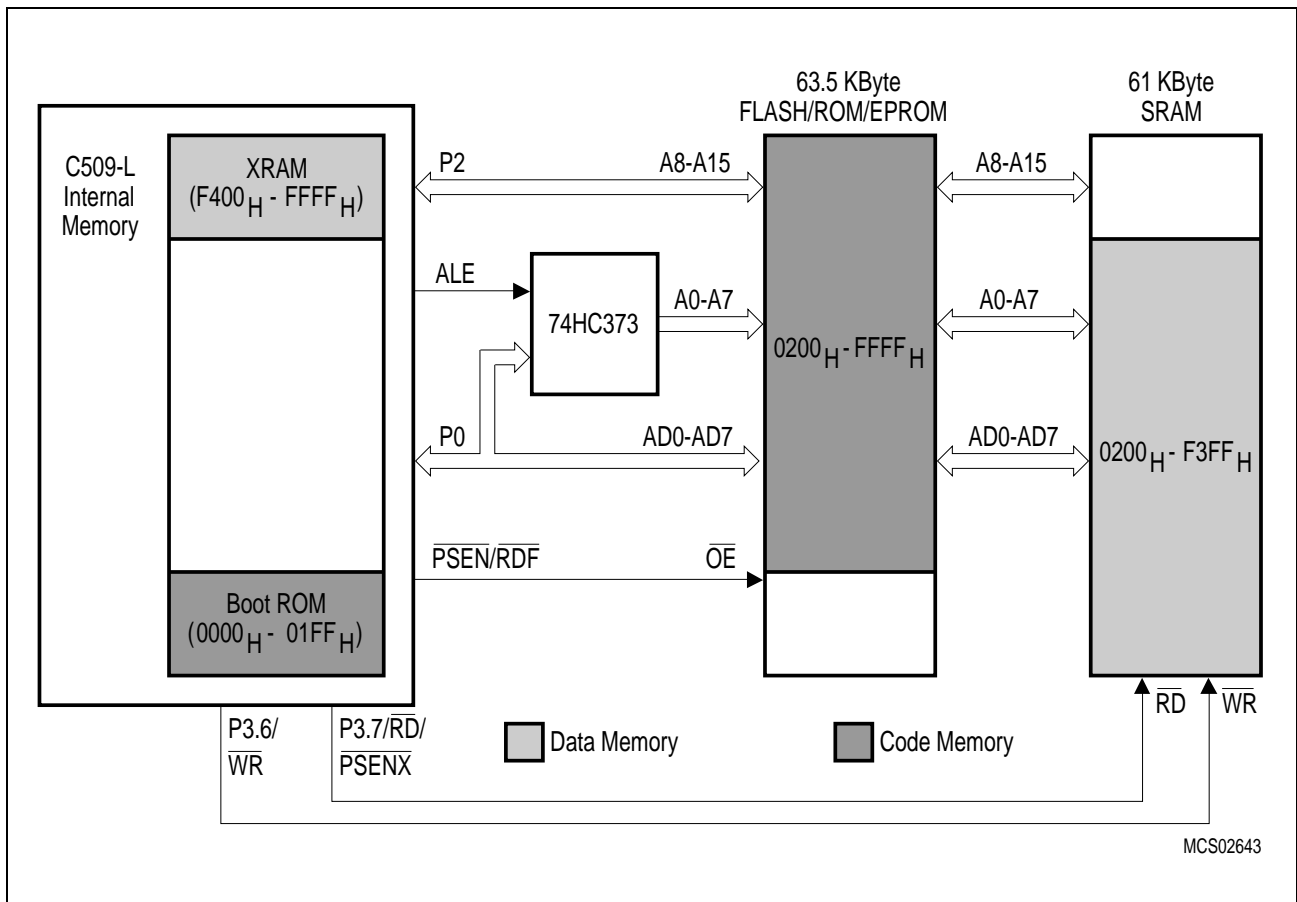 63.5 KByte
FLASH/ROM/EPROM
61 KByte
SRAM
C509-L
Internal
Memory
XRAM
(F400H - FFFFH)
P2
A8-A15
A8-A15
ALE
74HC373
A0-A7
A0-A7
0200H - FFFFH
P0
AD0-AD7
AD0-AD7
0200H - F3FFH
PSEN/RDF
OE
Boot ROM
(0000H - 01FFH)
RD
WR
P3.6/
WR
P3.7/RD/
PSENX
Data Memory
Code Memory
MCS02643